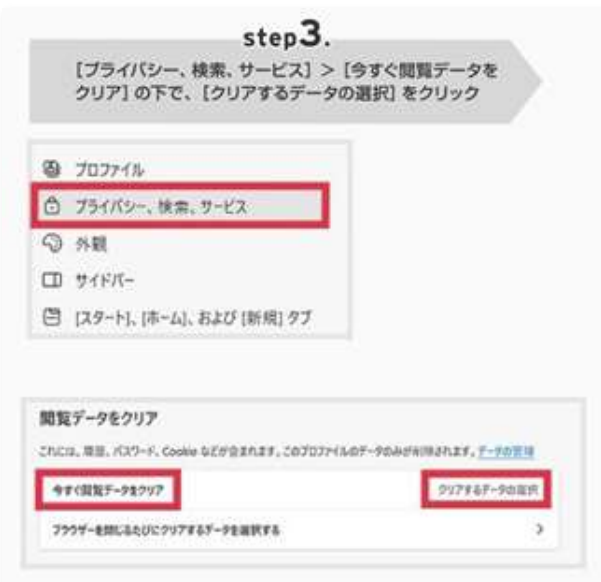 step3.
[プライバシー、検索、サービス] > [今すぐ閲覧データを
クリア] の下で、[クリアするデータの選択] をクリック
プロファイル
プライバシー、検索、サービス
外観
サイドバー
[スタート]、[ホーム]、および [新規] タブ
閲覧データをクリア
これには、履歴、パスワード、Cookie などが含まれます。このプロファイルのデータのみが削除されます。データの管理
今すぐ閲覧データをクリア
クリアするデータの選択
ブラウザーを閉じるたびにクリアするデータを選択する